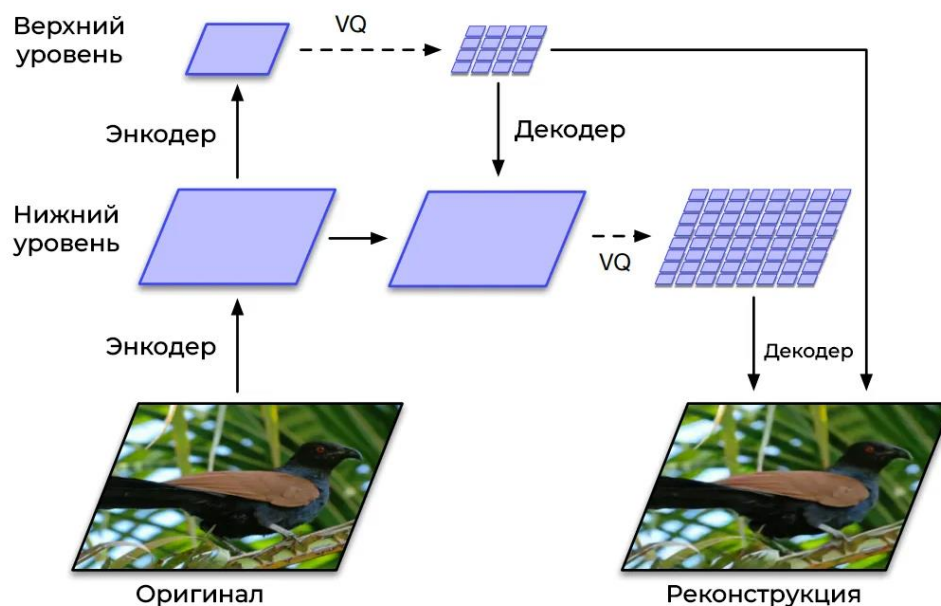 Верхний
уровень
VQ
Энкодер
Декодер
Нижний
уровень
VQ
Энкодер
Декодер
Оригинал
Реконструкция